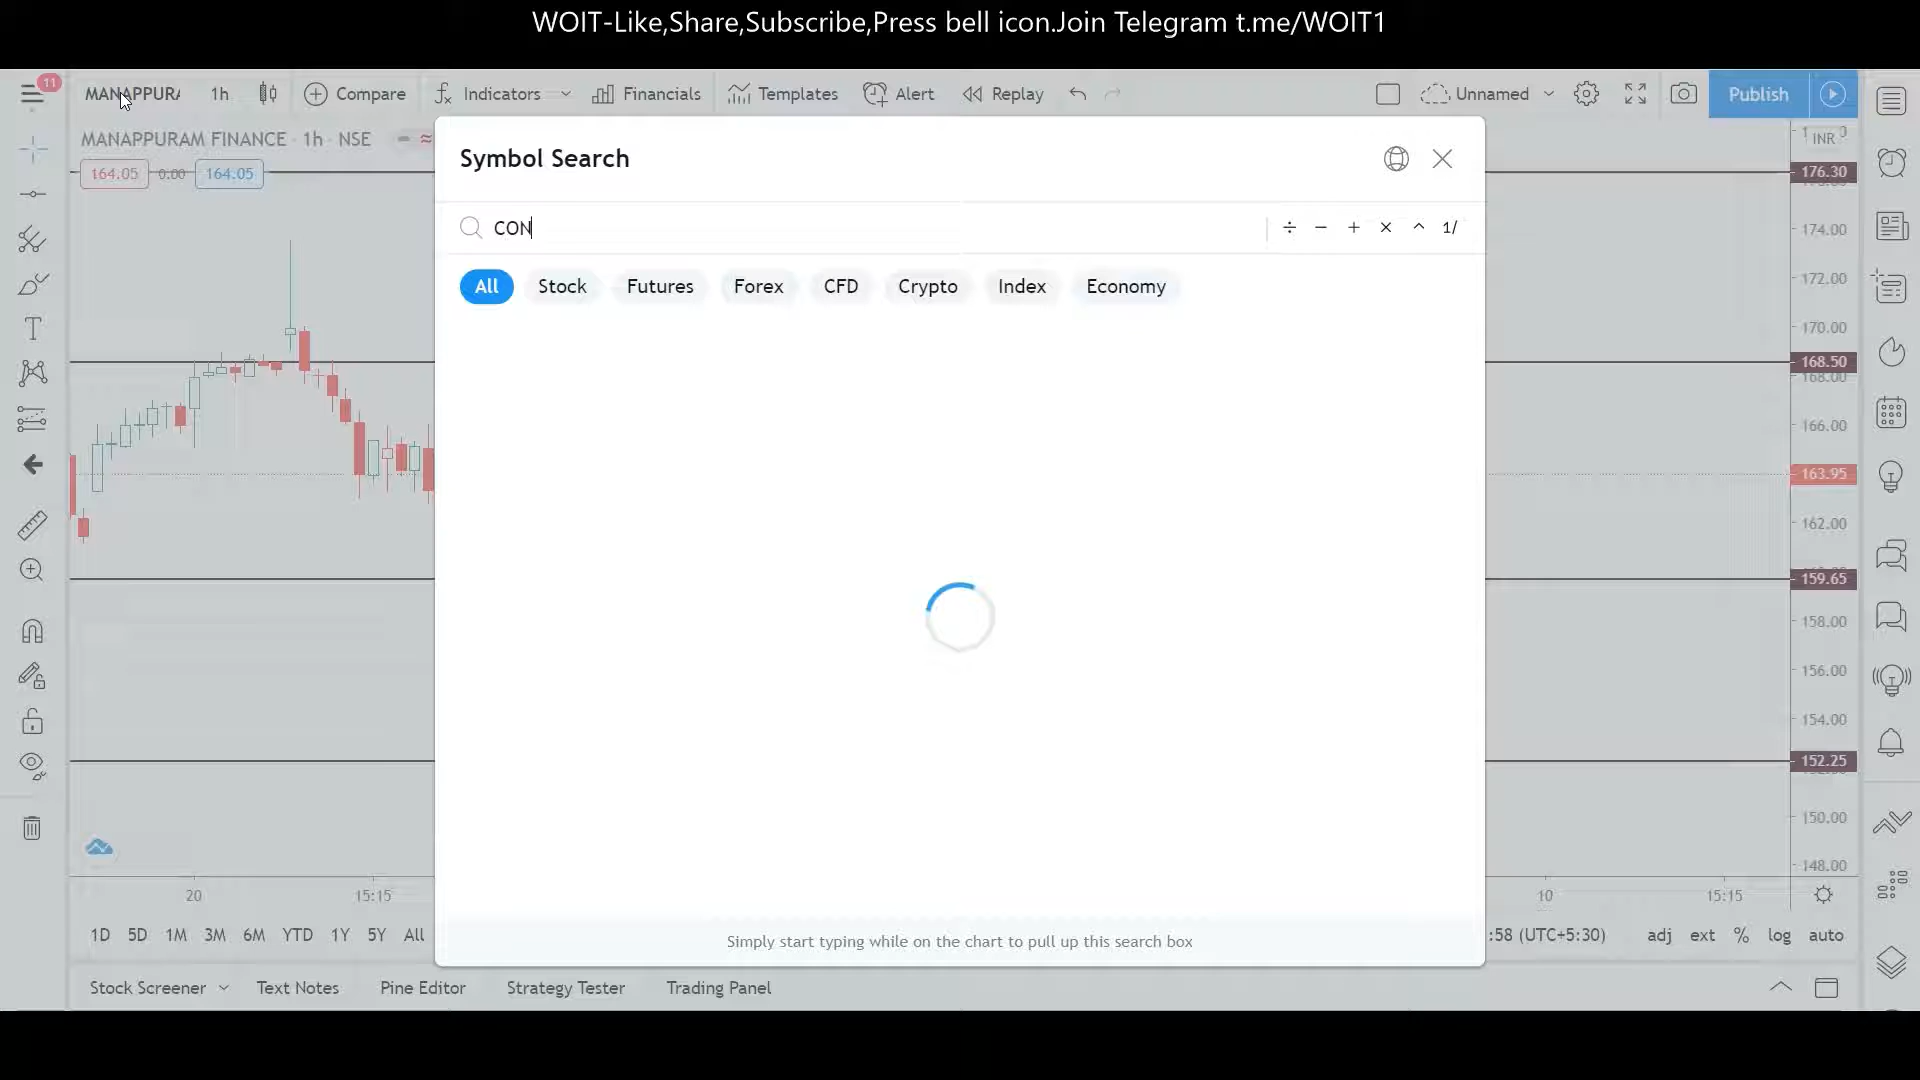 WOIT-Like,Share,Subscribe,Press bell icon.Join Telegram t.me/WOIT1
11
MANAPPURA 1h Compare Indicators Financials Templates Alert Replay Unnamed Publish
MANAPPURAM FINANCE · 1h · NSE
INR
164.05 0.00 164.05
Symbol Search
CON
÷ − + × ^ 1/
All Stock Futures Forex CFD Crypto Index Economy
176.30
174.00
172.00
170.00
168.50
168.00
166.00
163.95
162.00
159.65
158.00
156.00
154.00
152.25
150.00
148.00
20 15:15 10 15:15
1D 5D 1M 3M 6M YTD 1Y 5Y All
:58 (UTC+5:30) adj ext % log auto
Simply start typing while on the chart to pull up this search box
Stock Screener Text Notes Pine Editor Strategy Tester Trading Panel